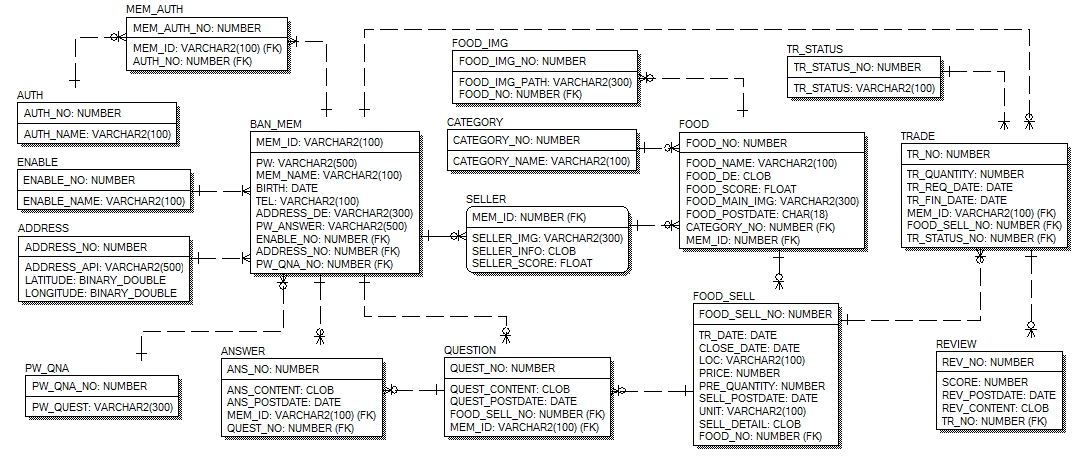 MEM_AUTH
MEM_AUTH_NO: NUMBER
MEM_ID: VARCHAR2(100) (FK)
AUTH_NO: NUMBER (FK)
AUTH
AUTH_NO: NUMBER
AUTH_NAME: VARCHAR2(100)
ENABLE
ENABLE_NO: NUMBER
ENABLE_NAME: VARCHAR2(100)
ADDRESS
ADDRESS_NO: NUMBER
ADDRESS_API: VARCHAR2(500)
LATITUDE: BINARY_DOUBLE
LONGITUDE: BINARY_DOUBLE
PW_QNA
PW_QNA_NO: NUMBER
PW_QUEST: VARCHAR2(300)
BAN_MEM
MEM_ID: VARCHAR2(100)
PW: VARCHAR2(500)
MEM_NAME: VARCHAR2(100)
BIRTH: DATE
TEL: VARCHAR2(100)
ADDRESS_DE: VARCHAR2(300)
PW_ANSWER: VARCHAR2(500)
ENABLE_NO: NUMBER (FK)
ADDRESS_NO: NUMBER (FK)
PW_QNA_NO: NUMBER (FK)
ANSWER
ANS_NO: NUMBER
ANS_CONTENT: CLOB
ANS_POSTDATE: DATE
MEM_ID: VARCHAR2(100) (FK)
QUEST_NO: NUMBER (FK)
FOOD_IMG
FOOD_IMG_NO: NUMBER
FOOD_IMG_PATH: VARCHAR2(300)
FOOD_NO: NUMBER (FK)
CATEGORY
CATEGORY_NO: NUMBER
CATEGORY_NAME: VARCHAR2(100)
SELLER
MEM_ID: NUMBER (FK)
SELLER_IMG: VARCHAR2(300)
SELLER_INFO: CLOB
SELLER_SCORE: FLOAT
QUESTION
QUEST_NO: NUMBER
QUEST_CONTENT: CLOB
QUEST_POSTDATE: DATE
FOOD_SELL_NO: NUMBER (FK)
MEM_ID: VARCHAR2(100) (FK)
FOOD
FOOD_NO: NUMBER
FOOD_NAME: VARCHAR2(100)
FOOD_DE: CLOB
FOOD_SCORE: FLOAT
FOOD_MAIN_IMG: VARCHAR2(300)
FOOD_POSTDATE: CHAR(18)
CATEGORY_NO: NUMBER (FK)
MEM_ID: NUMBER (FK)
FOOD_SELL
FOOD_SELL_NO: NUMBER
TR_DATE: DATE
CLOSE_DATE: DATE
LOC: VARCHAR2(100)
PRICE: NUMBER
PRE_QUANTITY: NUMBER
SELL_POSTDATE: DATE
UNIT: VARCHAR2(100)
SELL_DETAIL: CLOB
FOOD_NO: NUMBER (FK)
TR_STATUS
TR_STATUS_NO: NUMBER
TR_STATUS: VARCHAR2(100)
TRADE
TR_NO: NUMBER
TR_QUANTITY: NUMBER
TR_REQ_DATE: DATE
TR_FIN_DATE: DATE
MEM_ID: VARCHAR2(100) (FK)
FOOD_SELL_NO: NUMBER (FK)
TR_STATUS_NO: NUMBER (FK)
REVIEW
REV_NO: NUMBER
SCORE: NUMBER
REV_POSTDATE: DATE
REV_CONTENT: CLOB
TR_NO: NUMBER (FK)